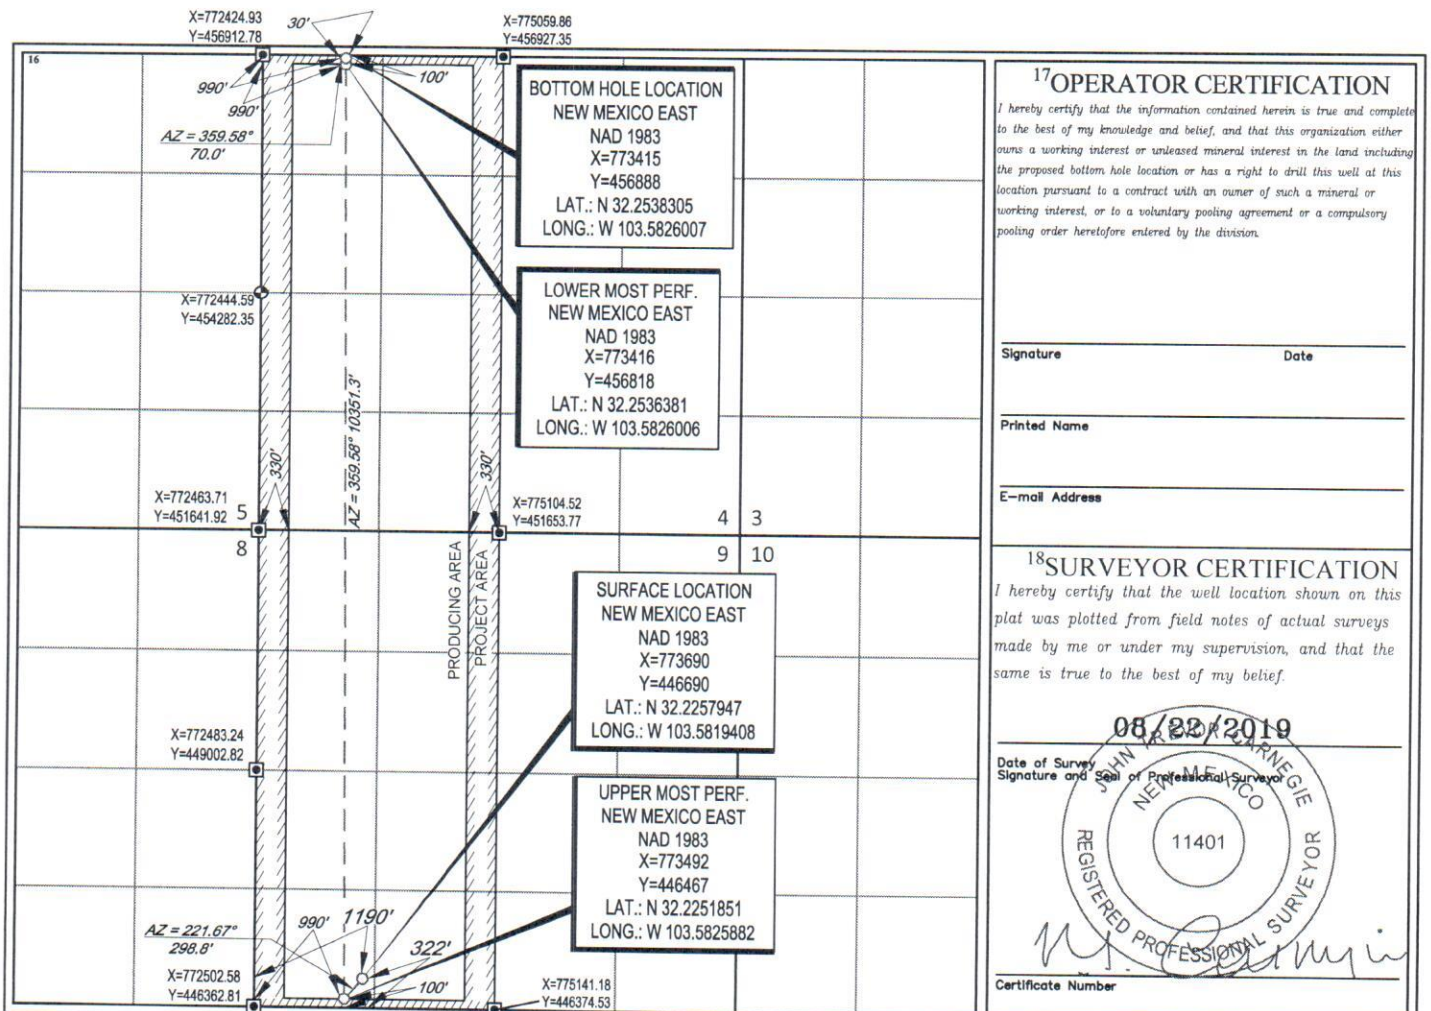 X=772424.93
Y=456912.78
30'
X=775059.86
Y=456927.35
16
990'
990'
100'
AZ = 359.58°
70.0'
BOTTOM HOLE LOCATION
NEW MEXICO EAST
NAD 1983
X=773415
Y=456888
LAT.: N 32.2538305
LONG.: W 103.5826007
LOWER MOST PERF.
NEW MEXICO EAST
NAD 1983
X=773416
Y=456818
LAT.: N 32.2536381
LONG.: W 103.5826006
X=772444.59
Y=454282.35
AZ = 359.58° 10351.3'
330'
330'
X=772463.71
Y=451641.92
5
8
X=775104.52
Y=451653.77
4 3
9 10
PRODUCING AREA
PROJECT AREA
SURFACE LOCATION
NEW MEXICO EAST
NAD 1983
X=773690
Y=446690
LAT.: N 32.2257947
LONG.: W 103.5819408
X=772483.24
Y=449002.82
UPPER MOST PERF.
NEW MEXICO EAST
NAD 1983
X=773492
Y=446467
LAT.: N 32.2251851
LONG.: W 103.5825882
AZ = 221.67°
298.8'
990'
1190'
322'
100'
X=772502.58
Y=446362.81
X=775141.18
Y=446374.53
17 OPERATOR CERTIFICATION
I hereby certify that the information contained herein is true and complete
to the best of my knowledge and belief, and that this organization either
owns a working interest or unleased mineral interest in the land including
the proposed bottom hole location or has a right to drill this well at this
location pursuant to a contract with an owner of such a mineral or
working interest, or to a voluntary pooling agreement or a compulsory
pooling order heretofore entered by the division.
Signature Date
Printed Name
E-mail Address
18 SURVEYOR CERTIFICATION
I hereby certify that the well location shown on this
plat was plotted from field notes of actual surveys
made by me or under my supervision, and that the
same is true to the best of my belief.
08/22/2019
Date of Survey
Signature and Seal of Professional Surveyor
JOHN TREVOR CARNEGIE
NEW MEXICO
11401
REGISTERED PROFESSIONAL SURVEYOR
Certificate Number